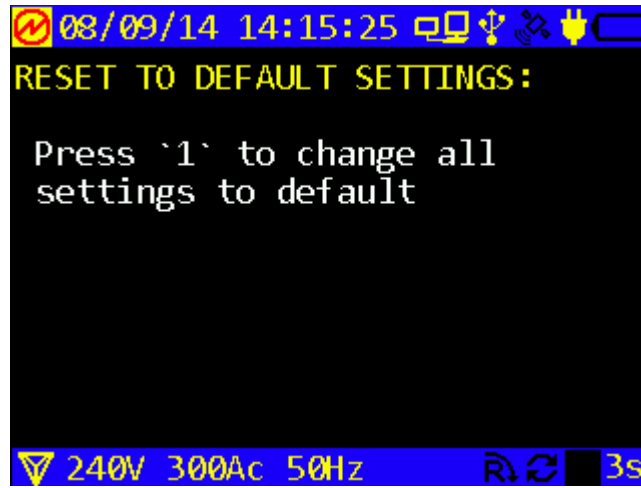 08/09/14 14:15:25
RESET TO DEFAULT SETTINGS:
Press `1` to change all
settings to default
240V 300Ac 50Hz R 3s